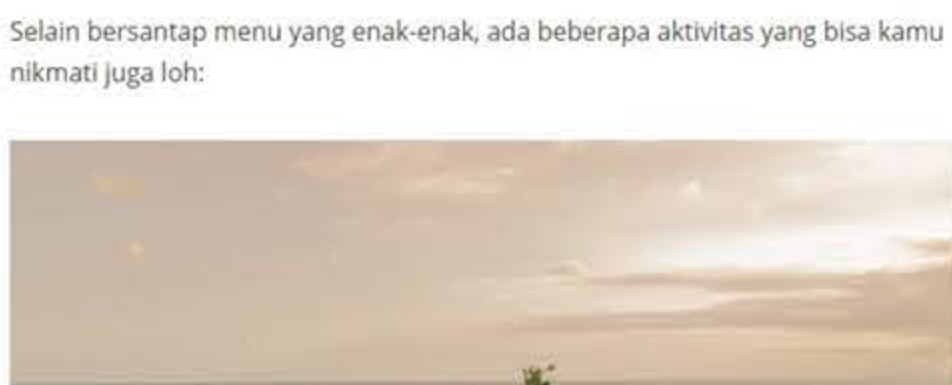 Selain bersantap menu yang enak-enak, ada beberapa aktivitas yang bisa kamu
nikmati juga loh: